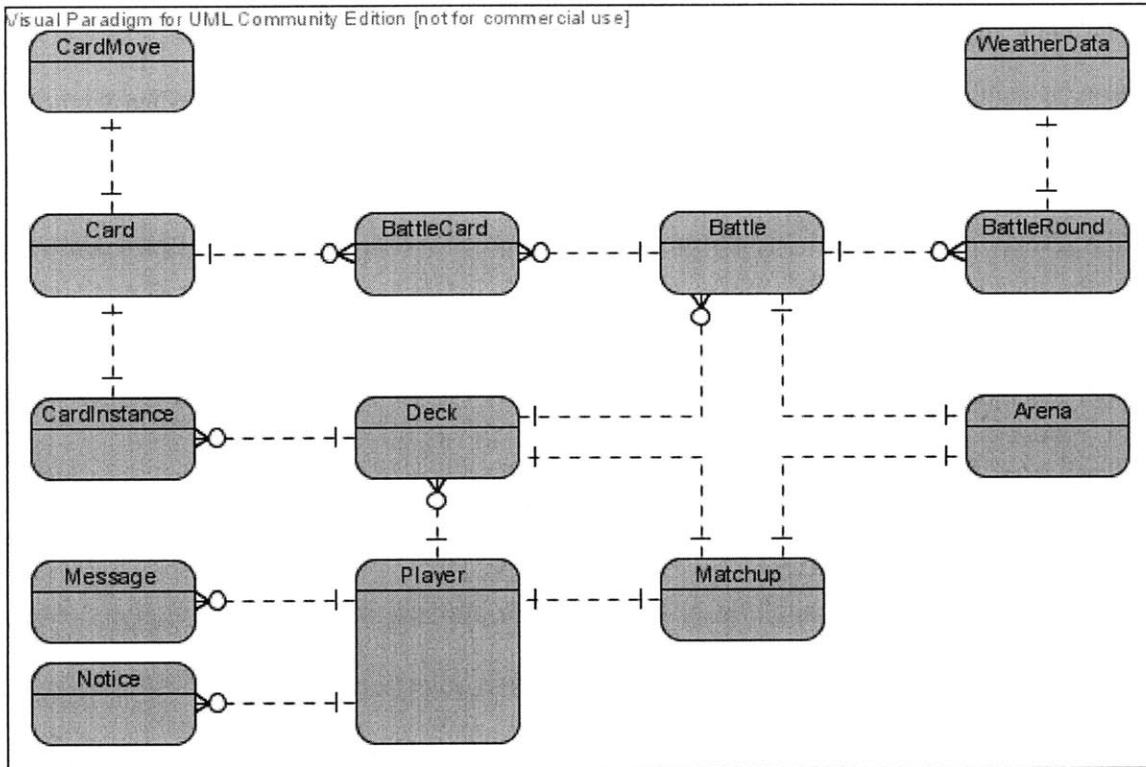 Visual Paradigm for UML Community Edition [not for commercial use]
CardMove
WeatherData
Card
BattleCard
Battle
BattleRound
CardInstance
Deck
Arena
Message
Player
Matchup
Notice